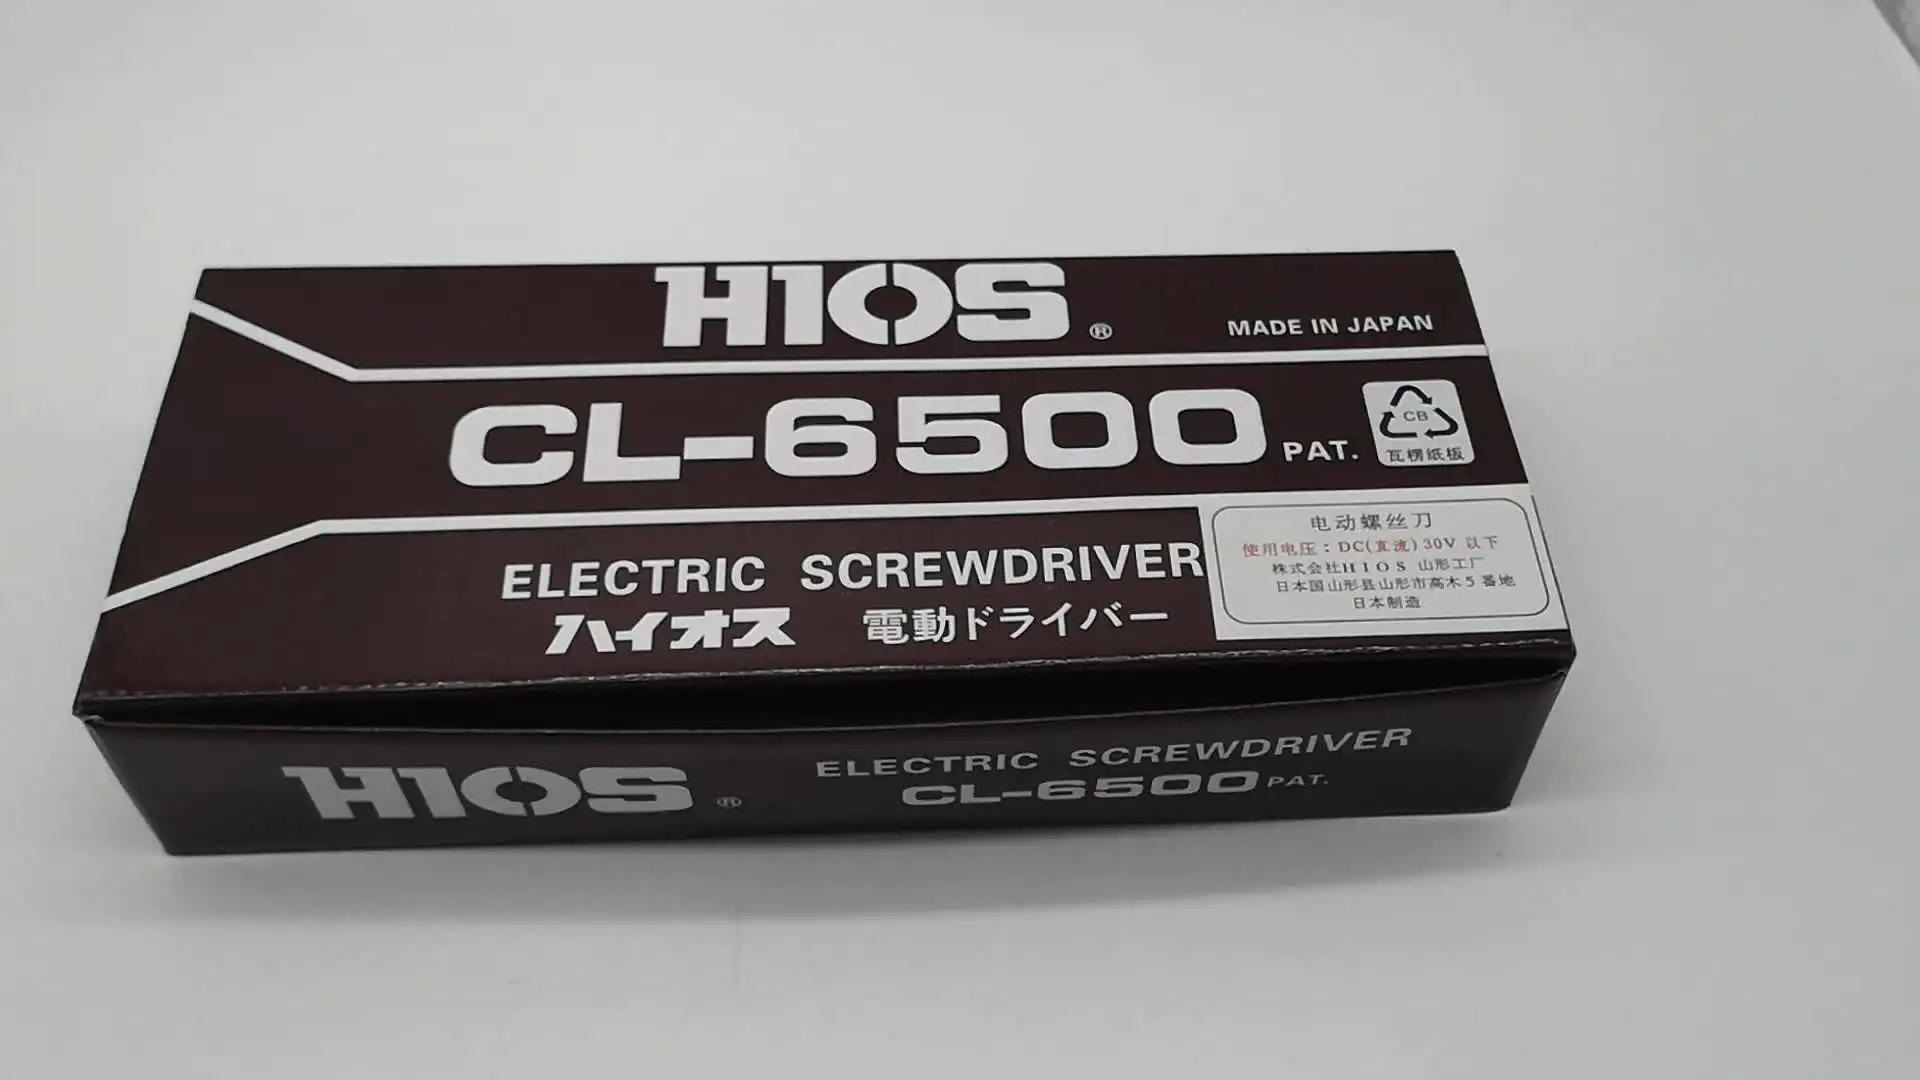 HIOS®
MADE IN JAPAN
CL-6500 PAT.
CB
瓦楞紙板
ELECTRIC SCREWDRIVER
ハイオス 電動ドライバー
电动螺丝刀
使用电压：DC(直流)30V 以下
株式会社HIOS 山形工厂
日本国山形县山形市高木5番地
日本制造
HIOS®
ELECTRIC SCREWDRIVER
CL-6500 PAT.